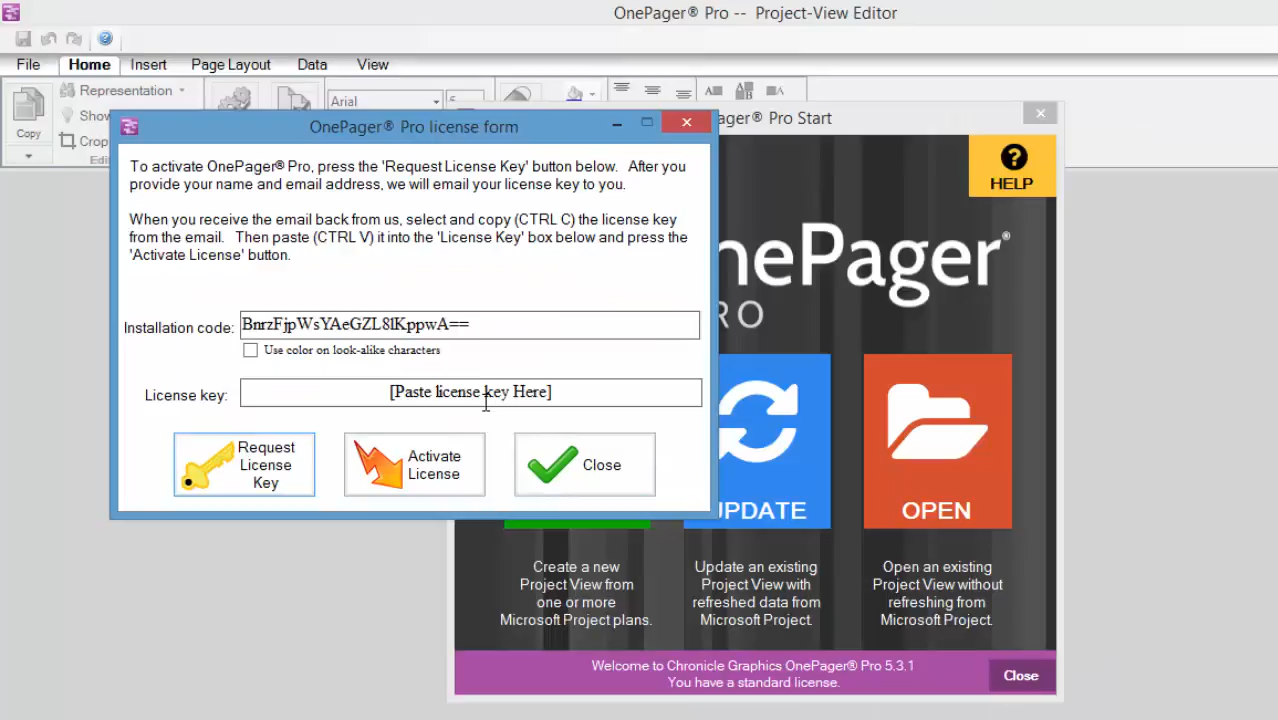 OnePager® Pro -- Project-View Editor
File Home Insert Page Layout Data View
Representation
Copy
Arial
OnePager® Pro license form
ager® Pro Start
To activate OnePager® Pro, press the 'Request License Key' button below. After you
provide your name and email address, we will email your license key to you.
When you receive the email back from us, select and copy (CTRL C) the license key
from the email. Then paste (CTRL V) it into the 'License Key' box below and press the
'Activate License' button.
Installation code: BnrzFjpWsYAeGZL8lKppwA==
Use color on look-alike characters
License key: [Paste license key Here]
Request
License
Key
Activate
License
Close
HELP
nePager®
RO
UPDATE
OPEN
Create a new
Project View from
one or more
Microsoft Project plans.
Update an existing
Project View with
refreshed data from
Microsoft Project.
Open an existing
Project View without
refreshing from
Microsoft Project.
Welcome to Chronicle Graphics OnePager® Pro 5.3.1
You have a standard license.
Close